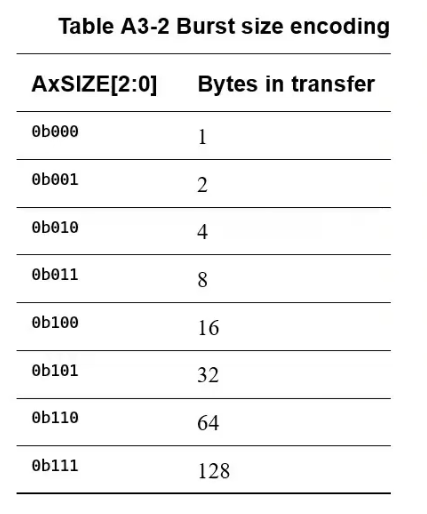 Table A3-2 Burst size encoding
AxSIZE[2:0] Bytes in transfer
0b000 1
0b001 2
0b010 4
0b011 8
0b100 16
0b101 32
0b110 64
0b111 128